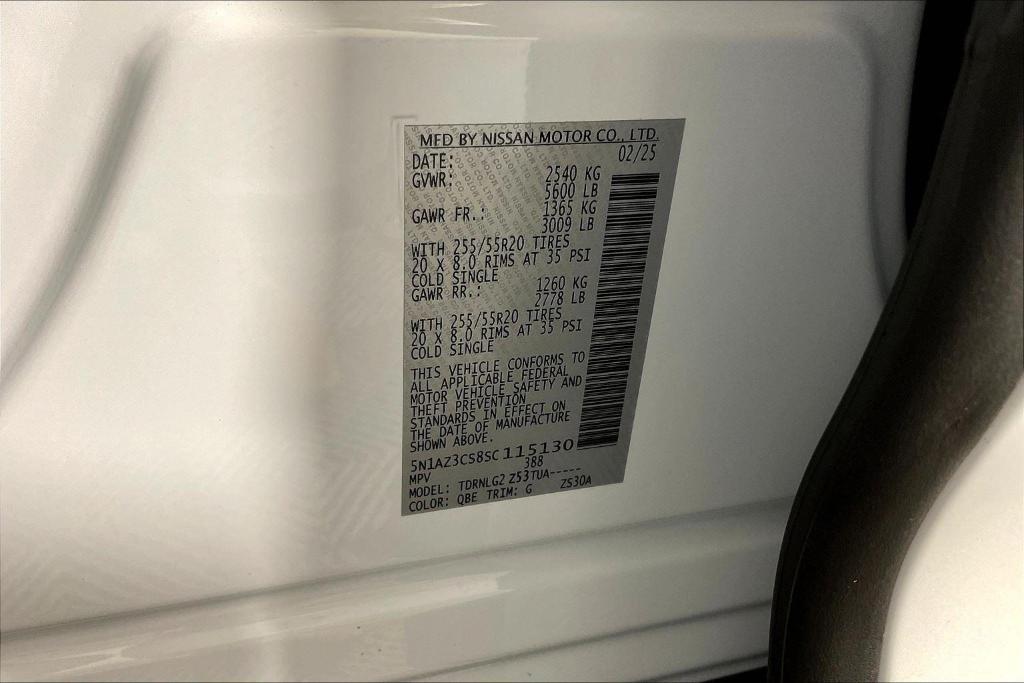 MFD BY NISSAN MOTOR CO., LTD.
DATE: 02/25
GVWR: 2540 KG
5600 LB
GAWR FR.: 1365 KG
3009 LB
WITH 255/55R20 TIRES
20 X 8.0 RIMS AT 35 PSI
COLD SINGLE
GAWR RR.: 1260 KG
2778 LB
WITH 255/55R20 TIRES
20 X 8.0 RIMS AT 35 PSI
COLD SINGLE
THIS VEHICLE CONFORMS TO
ALL APPLICABLE FEDERAL
MOTOR VEHICLE SAFETY AND
THEFT PREVENTION
STANDARDS IN EFFECT ON
THE DATE OF MANUFACTURE
SHOWN ABOVE.
5N1AZ3CS8SC115130
MPV 388
MODEL: TDRNLG2 Z53TUA-----
COLOR: QBE TRIM: G ZS30A